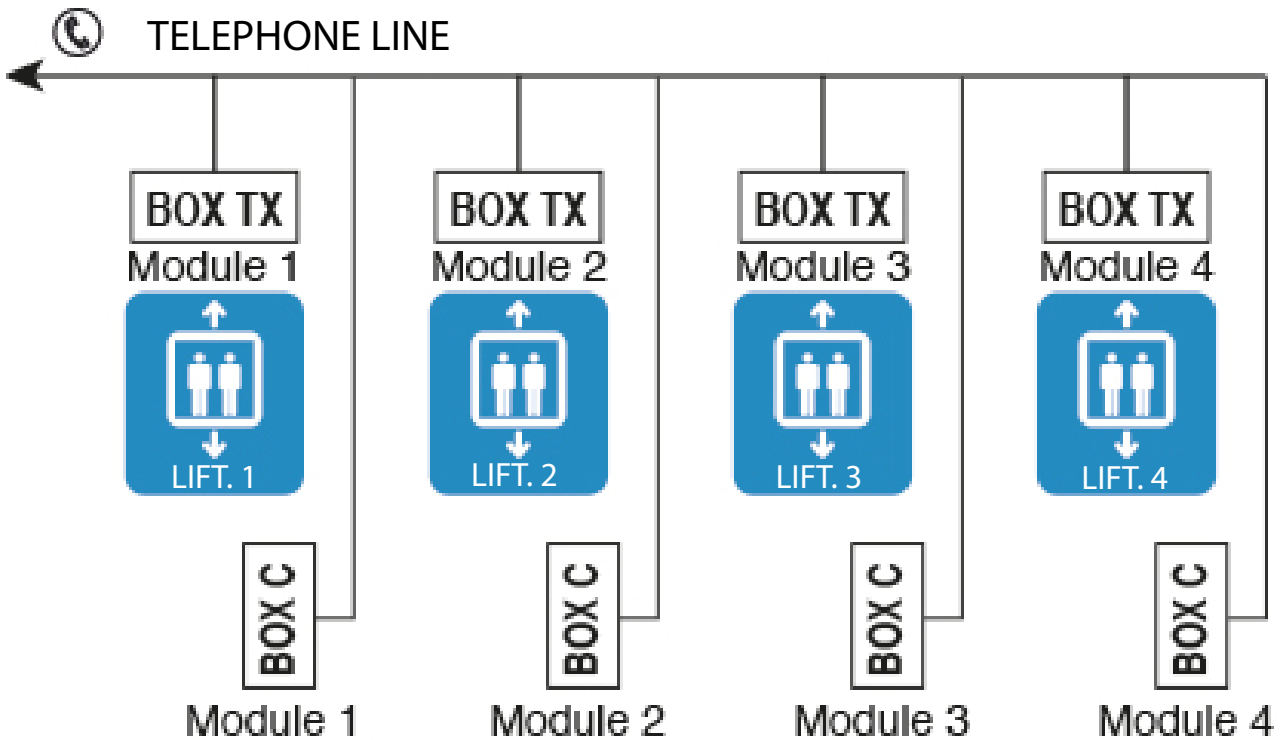 TELEPHONE LINE
BOX TX
BOX TX
BOX TX
BOX TX
Module 1
Module 2
Module 3
Module 4
LIFT. 1
LIFT. 2
LIFT. 3
LIFT. 4
BOX C
BOX C
BOX C
BOX C
Module 1
Module 2
Module 3
Module 4